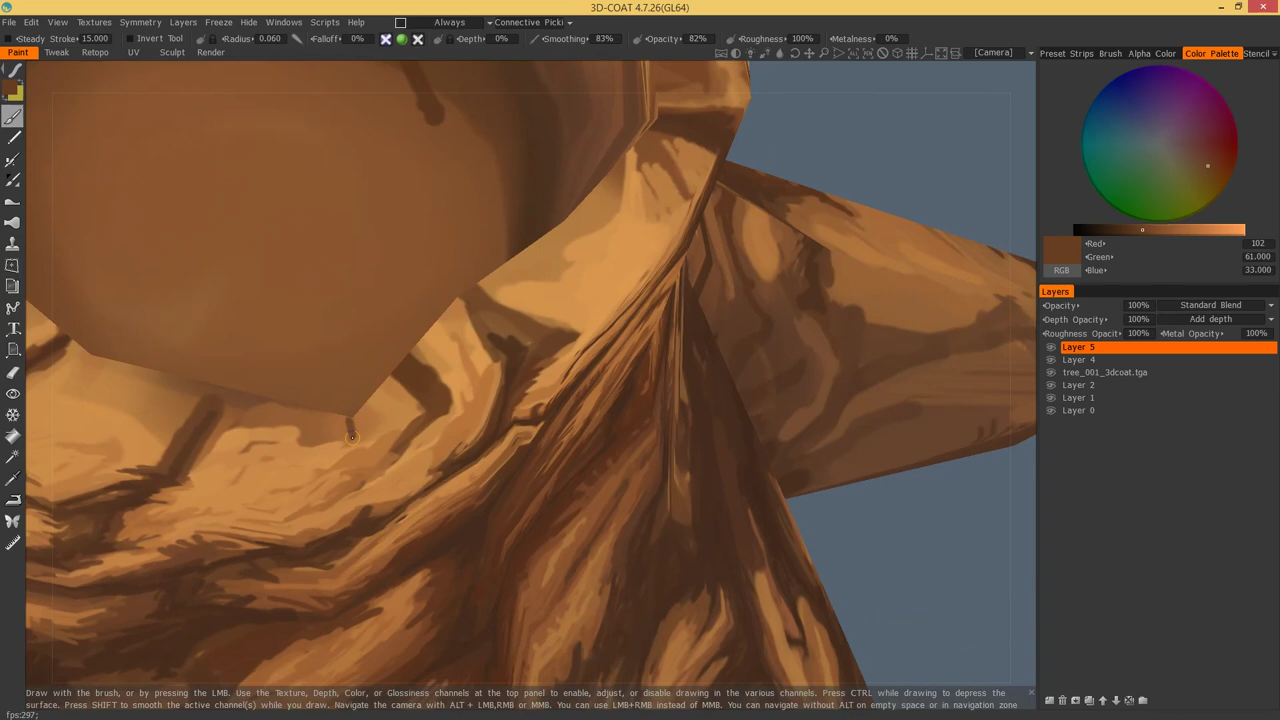 3D-COAT 4.7.26(GL64)
File Edit View Textures Symmetry Layers Freeze Hide Windows Scripts Help Always Connective Picki
Steady Stroke 15.000 Invert Tool Radius 0.060 Falloff 0% Depth 0% Smoothing 83% Opacity 82% Roughness 100% Metalness 0%
Paint Tweak Retopo UV Sculpt Render [Camera] Preset Strips Brush Alpha Color Color Palette Stencil
Red 102
Green 61.000
RGB Blue 33.000
Layers
Opacity 100% Standard Blend
Depth Opacity 100% Add depth
Roughness Opacit 100% Metal Opacity 100%
Layer 5
Layer 4
tree_001_3dcoat.tga
Layer 2
Layer 1
Layer 0
Draw with the brush, or by pressing the LMB. Use the Texture, Depth, Color, or Glossiness channels at the top panel to enable, adjust, or disable drawing in the various channels. Press CTRL while drawing to depress the
surface. Press SHIFT to smooth the active channel(s) while you draw. Navigate the camera with ALT + LMB,RMB or MMB. You can use LMB+RMB instead of MMB. You can navigate without ALT on empty space or in navigation zone
fps:297;